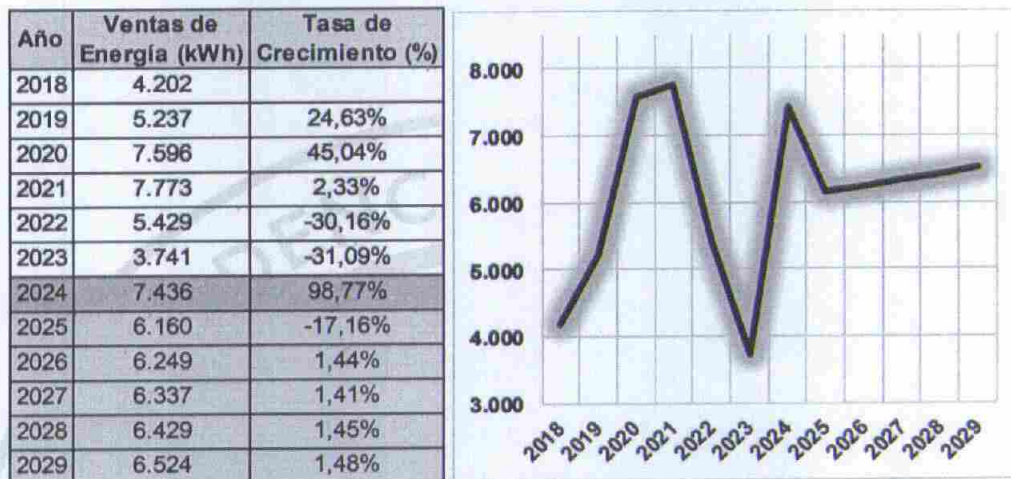 Año Ventas de Energía (kWh) Tasa de Crecimiento (%)
2018 4.202
2019 5.237 24,63%
2020 7.596 45,04%
2021 7.773 2,33%
2022 5.429 -30,16%
2023 3.741 -31,09%
2024 7.436 98,77%
2025 6.160 -17,16%
2026 6.249 1,44%
2027 6.337 1,41%
2028 6.429 1,45%
2029 6.524 1,48%
8.000
7.000
6.000
5.000
4.000
3.000
2018 2019 2020 2021 2022 2023 2024 2025 2026 2027 2028 2029